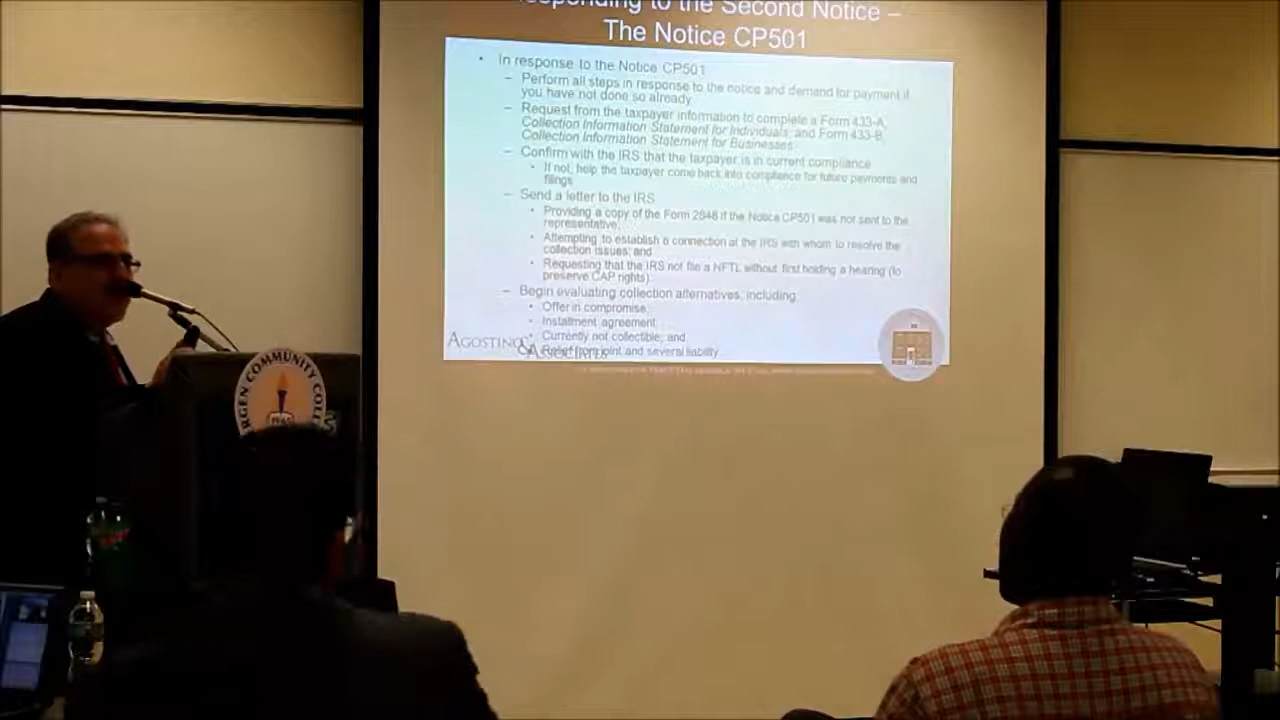 sponding to the Second Notice –
The Notice CP501
• In response to the Notice CP501
– Perform all steps in response to the notice and demand for payment if
you have not done so already
– Request from the taxpayer information to complete a Form 433-A,
Collection Information Statement for Individuals, and Form 433-B,
Collection Information Statement for Businesses
– Confirm with the IRS that the taxpayer is in current compliance
• If not, help the taxpayer come back into compliance for future payments and
filings
– Send a letter to the IRS
• Providing a copy of the Form 2848 if the Notice CP501 was not sent to the
representative;
• Attempting to establish a connection at the IRS with whom to resolve the
collection issues; and
• Requesting that the IRS not file a NFTL without first holding a hearing (to
preserve CAP rights)
– Begin evaluating collection alternatives, including:
• Offer in compromise;
• Installment agreement;
• Currently not collectible; and
• Relief from joint and several liability
AGOSTINO
& ASSOCIATES
RGEN COMMUNITY COLL